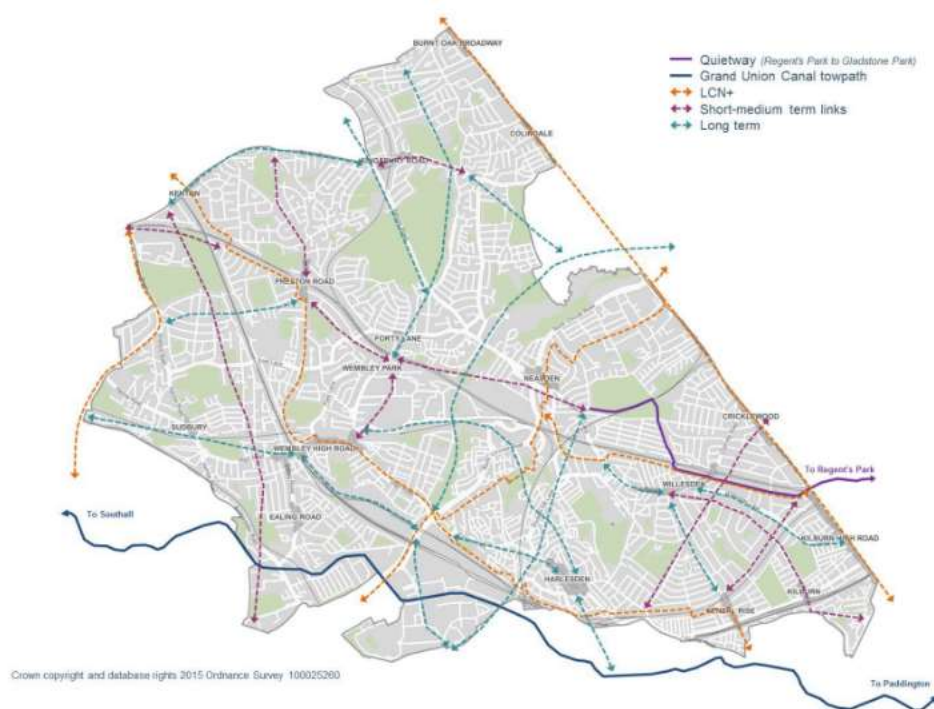 BURNT OAK BROADWAY
Quietway (Regent's Park to Gladstone Park)
Grand Union Canal towpath
LCN+
Short-medium term links
Long term
COLINDALE
KINGSBURY ROAD
KENTON
PRESTON ROAD
FORTY LANE
WEMBLEY PARK
NEASDEN
CRICKLEWOOD
SUDBURY
WEMBLEY HIGH ROAD
To Regent's Park
WILLESDEN
To Southall
EALING ROAD
KILBURN HIGH ROAD
HARLESDEN
KILBURN
KENSAL RISE
Crown copyright and database rights 2015 Ordnance Survey 100025260
To Paddington